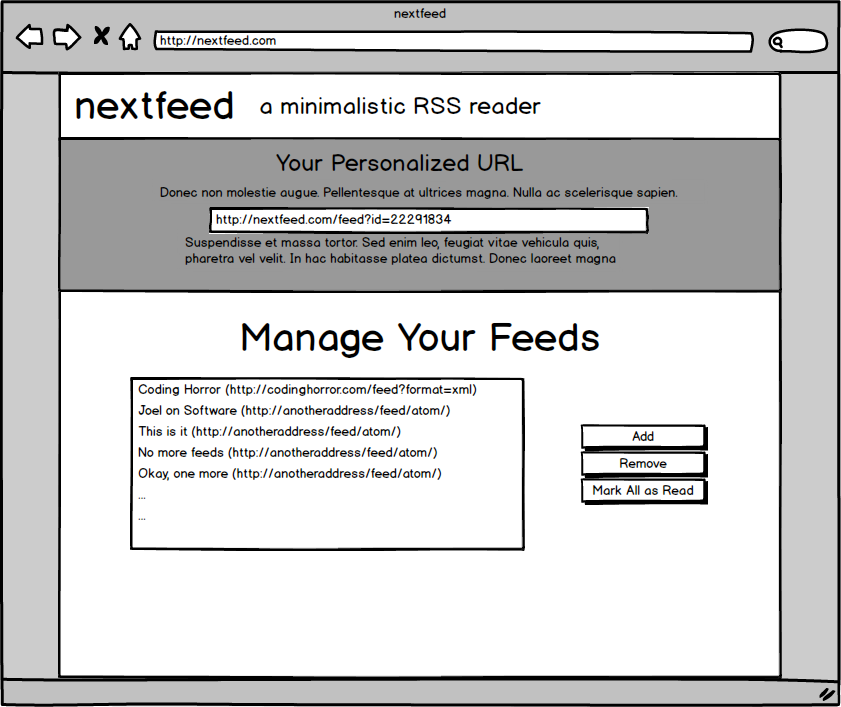 nextfeed
http://nextfeed.com
nextfeed a minimalistic RSS reader
Your Personalized URL
Donec non molestie augue. Pellentesque at ultrices magna. Nulla ac scelerisque sapien.
http://nextfeed.com/feed?id=22291834
Suspendisse et massa tortor. Sed enim leo, feugiat vitae vehicula quis,
pharetra vel velit. In hac habitasse platea dictumst. Donec laoreet magna
Manage Your Feeds
Coding Horror (http://codinghorror.com/feed?format=xml)
Joel on Software (http://anotheraddress/feed/atom/)
This is it (http://anotheraddress/feed/atom/)
No more feeds (http://anotheraddress/feed/atom/)
Okay, one more (http://anotheraddress/feed/atom/)
...
...
Add
Remove
Mark All as Read